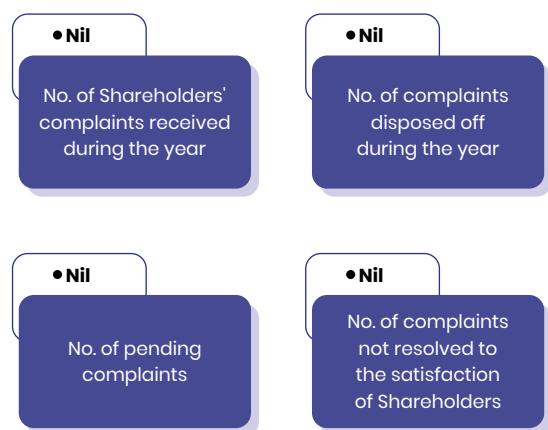 • Nil
No. of Shareholders'
complaints received
during the year
• Nil
No. of complaints
disposed off
during the year
• Nil
No. of pending
complaints
• Nil
No. of complaints
not resolved to
the satisfaction
of Shareholders